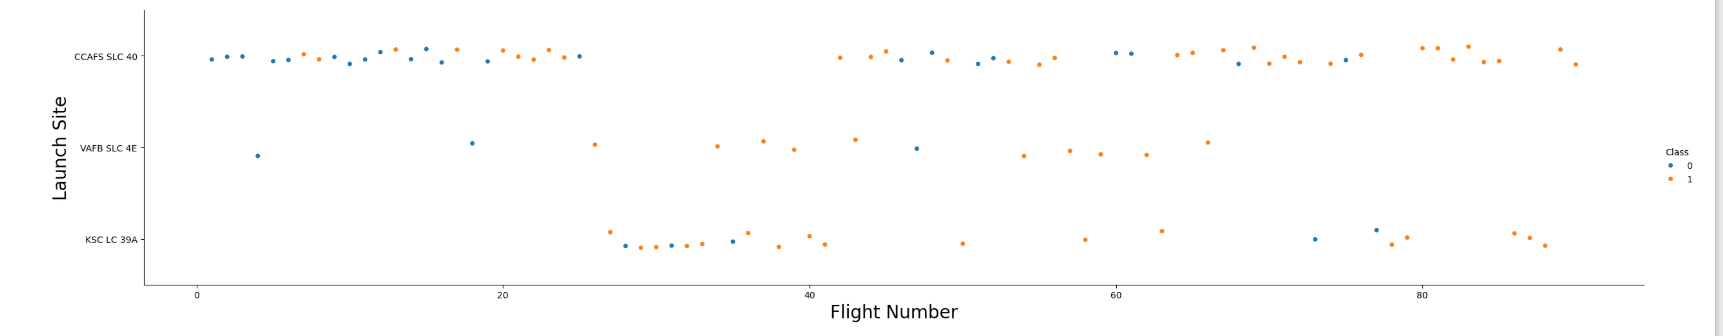 CCAFS SLC 40
VAFB SLC 4E
KSC LC 39A
Launch Site
0 20 40 60 80
Flight Number
Class
0
1